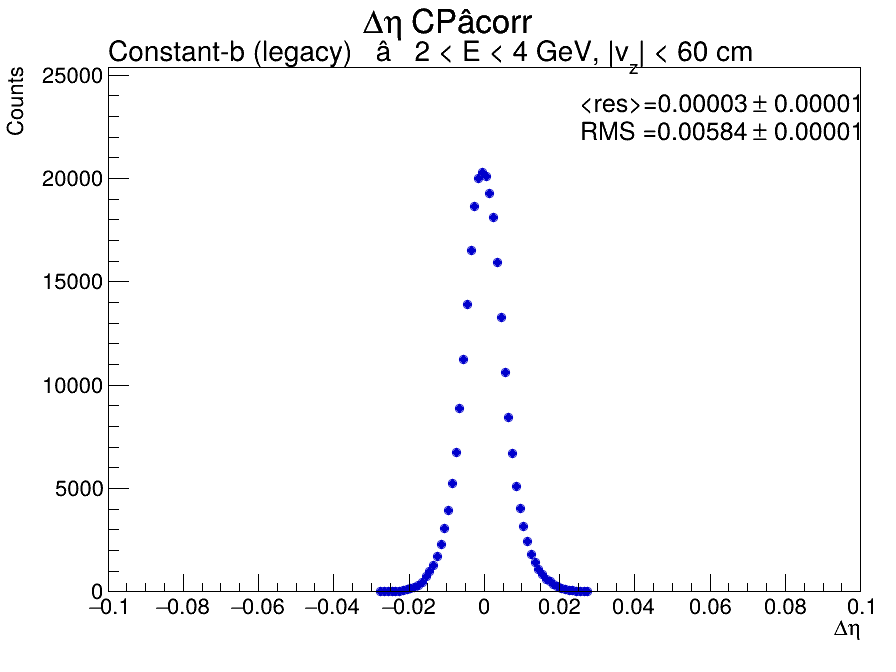 Δη CPâcorr
Constant-b (legacy) â 2 < E < 4 GeV, |v_z| < 60 cm
Counts
<res>=0.00003 ± 0.00001
RMS =0.00584 ± 0.00001
25000
20000
15000
10000
5000
0
−0.1 −0.08 −0.06 −0.04 −0.02 0 0.02 0.04 0.06 0.08 0.1
Δη